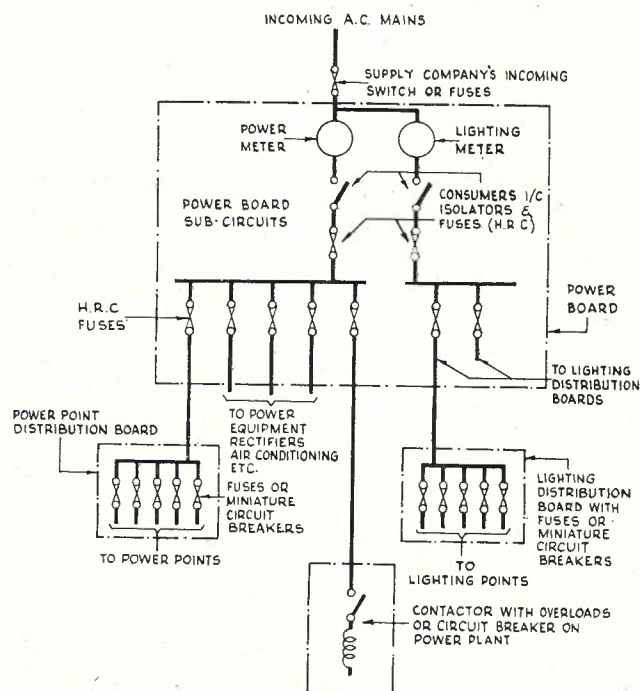 INCOMING A.C. MAINS
SUPPLY COMPANY'S INCOMING
SWITCH OR FUSES
POWER
METER
LIGHTING
METER
POWER BOARD
SUB-CIRCUITS
CONSUMERS I/C
ISOLATORS &
FUSES (H.R.C)
H.R.C
FUSES
POWER
BOARD
TO LIGHTING
DISTRIBUTION
BOARDS
POWER POINT
DISTRIBUTION BOARD
TO POWER
EQUIPMENT
RECTIFIERS
AIR CONDITIONING
ETC.
FUSES OR
MINIATURE
CIRCUIT
BREAKERS
LIGHTING
DISTRIBUTION
BOARD WITH
FUSES OR
MINIATURE
CIRCUIT
BREAKERS
TO POWER POINTS
TO
LIGHTING POINTS
CONTACTOR WITH OVERLOADS
OR CIRCUIT BREAKER ON
POWER PLANT